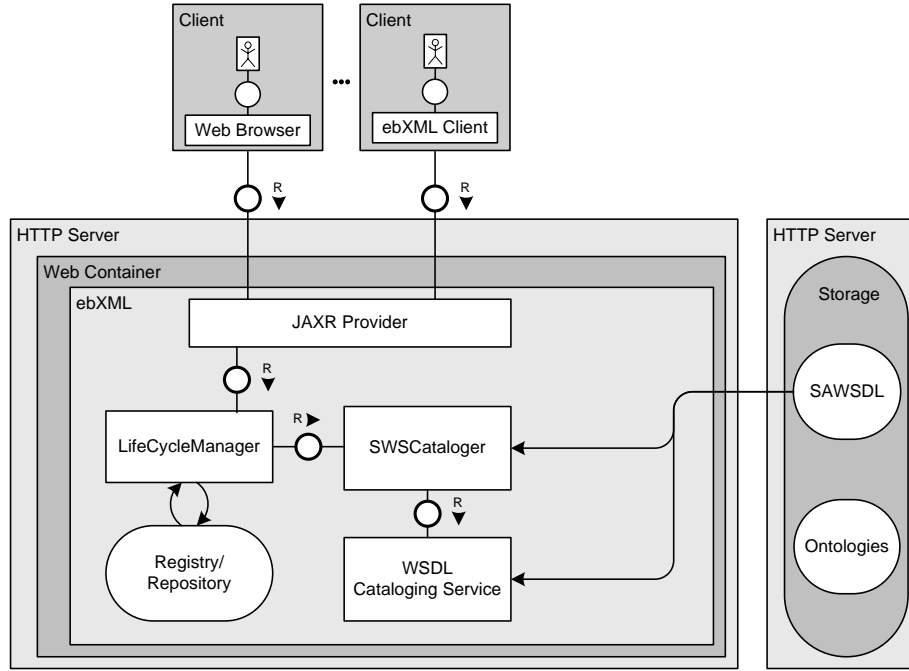 Client
Client
...
Web Browser
ebXML Client
R
R
HTTP Server
HTTP Server
Web Container
Storage
ebXML
JAXR Provider
R
SAWSDL
R
LifeCycleManager
SWSCataloger
R
Ontologies
Registry/
Repository
WSDL
Cataloging Service